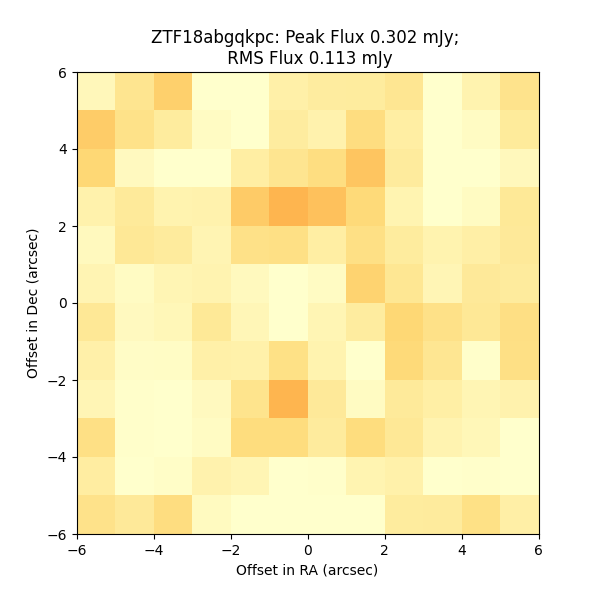 ZTF18abgqkpc: Peak Flux 0.302 mJy;
RMS Flux 0.113 mJy
6
4
2
0
−2
−4
−6
Offset in Dec (arcsec)
−6 −4 −2 0 2 4 6
Offset in RA (arcsec)